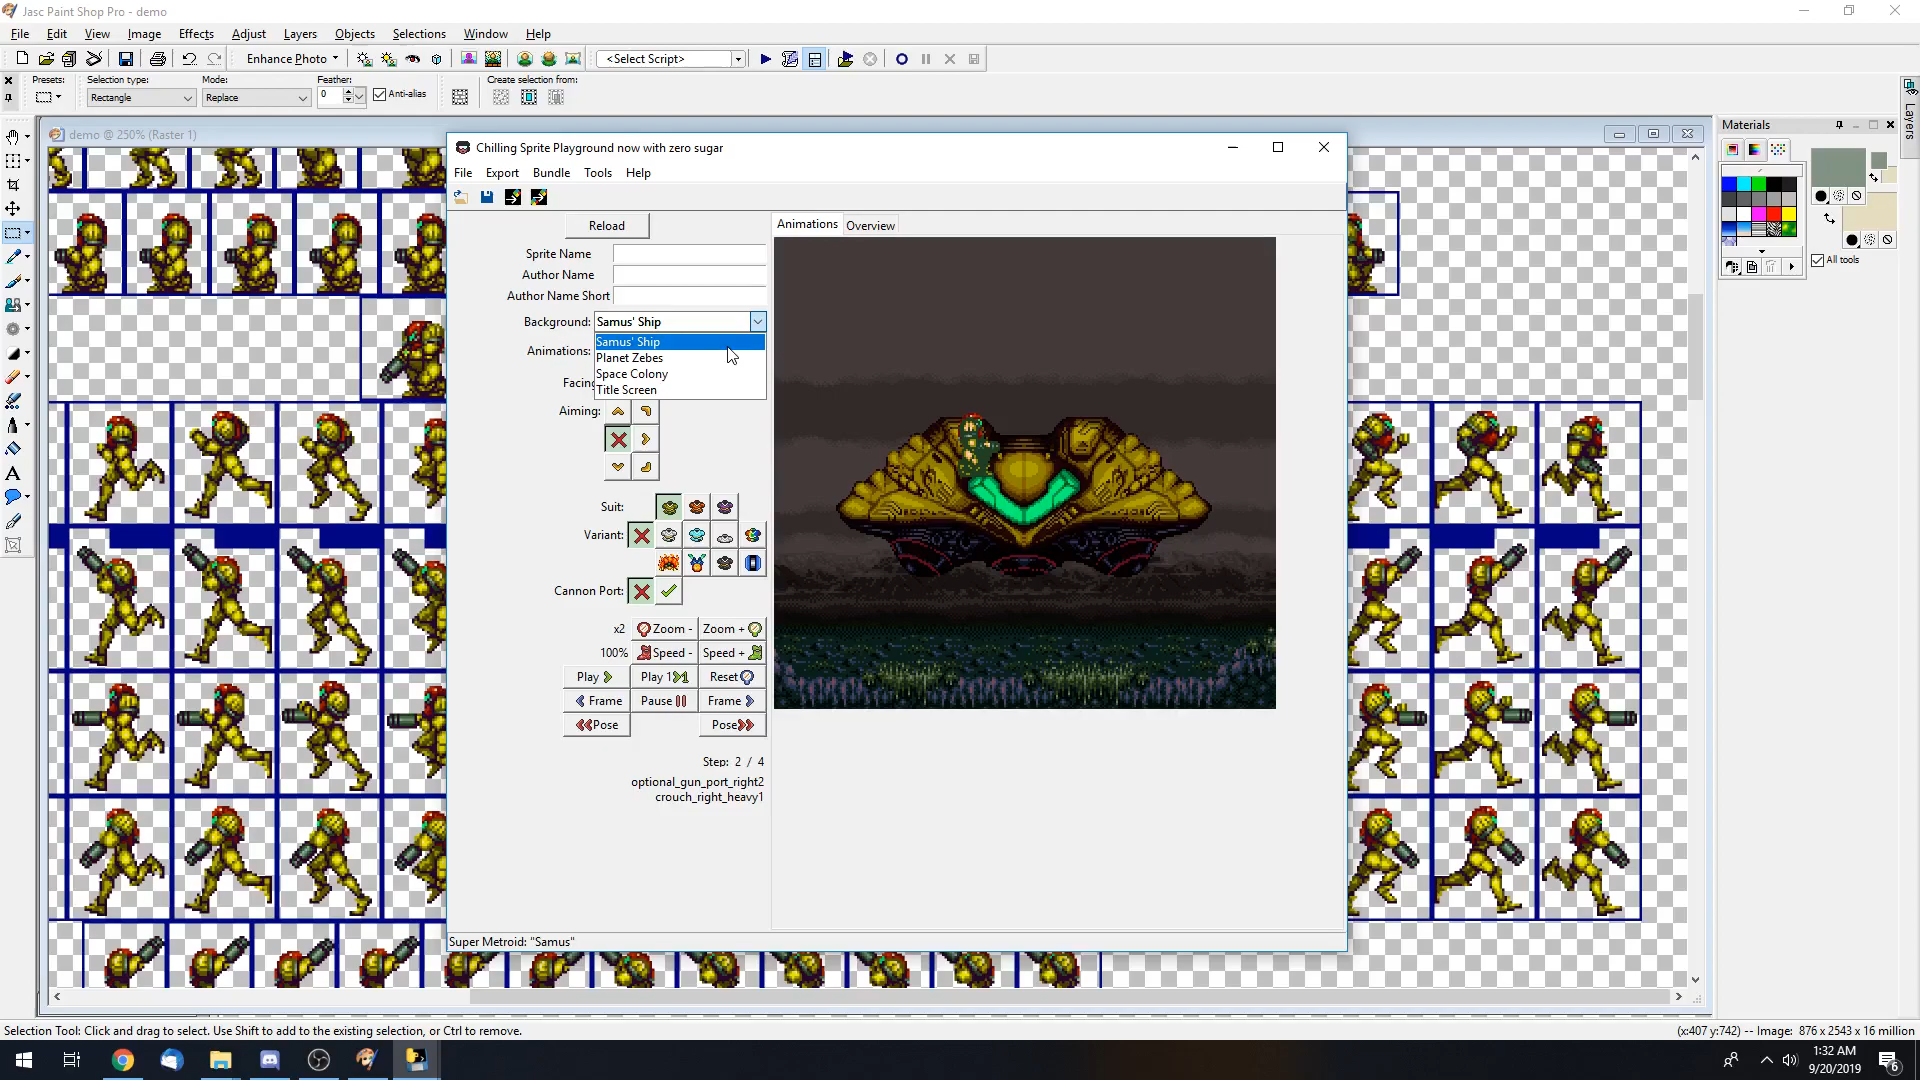 Jasc Paint Shop Pro - demo
File Edit View Image Effects Adjust Layers Objects Selections Window Help
Enhance Photo <Select Script>
Presets: Selection type: Mode: Feather: Create selection from:
Rectangle Replace 0 Anti-alias
demo @ 250% (Raster 1)
Materials
Layers
All tools
Chilling Sprite Playground now with zero sugar
File Export Bundle Tools Help
Reload
Animations Overview
Sprite Name
Author Name
Author Name Short
Background: Samus' Ship
Samus' Ship
Planet Zebes
Space Colony
Title Screen
Animations:
Facing
Aiming:
Suit:
Variant:
Cannon Port:
x2 Zoom - Zoom +
100% Speed - Speed +
Play Play 1 Reset
Frame Pause Frame
Pose Pose
Step: 2 / 4
optional_gun_port_right2
crouch_right_heavy1
Super Metroid: "Samus"
Selection Tool: Click and drag to select. Use Shift to add to the existing selection, or Ctrl to remove.
(x:407 y:742) -- Image: 876 x 2543 x 16 million
1:32 AM
9/20/2019
6